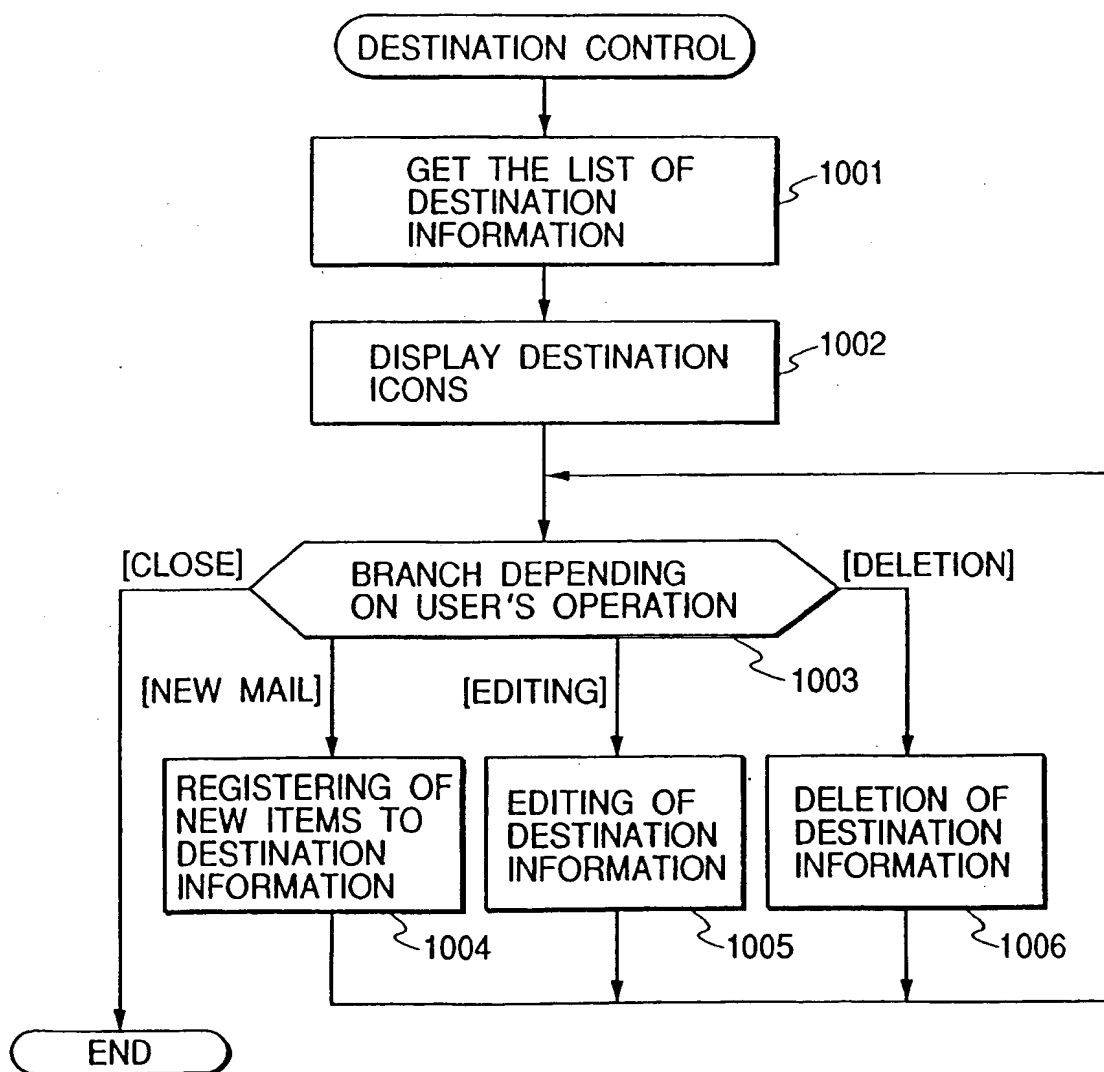 DESTINATION CONTROL
GET THE LIST OF
DESTINATION
INFORMATION
1001
DISPLAY DESTINATION
ICONS
1002
[CLOSE]
BRANCH DEPENDING
ON USER'S OPERATION
[DELETION]
1003
[NEW MAIL]
[EDITING]
REGISTERING OF
NEW ITEMS TO
DESTINATION
INFORMATION
1004
EDITING OF
DESTINATION
INFORMATION
1005
DELETION OF
DESTINATION
INFORMATION
1006
END